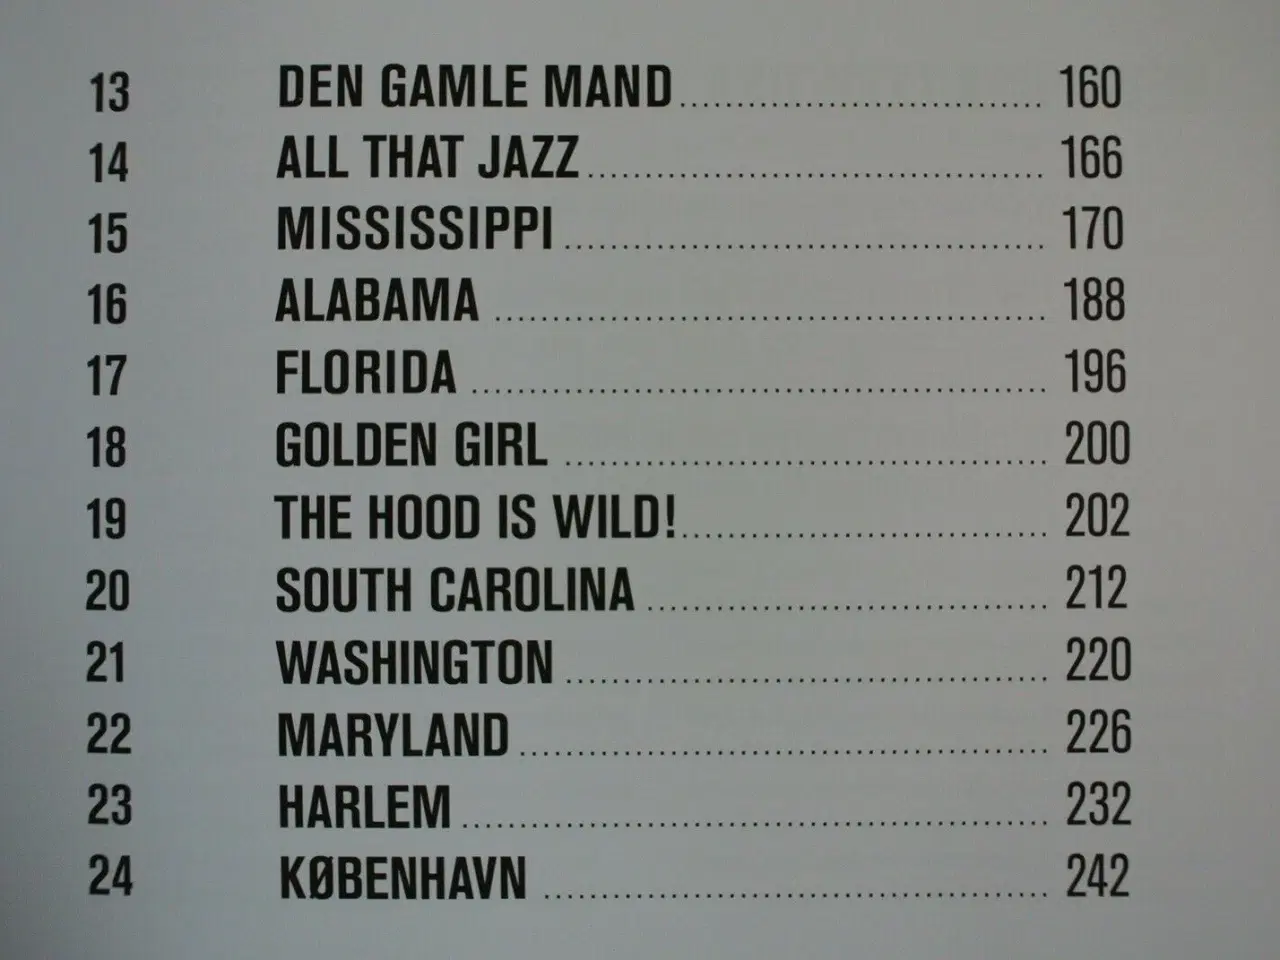 13 DEN GAMLE MAND........................................ 160
14 ALL THAT JAZZ........................................ 166
15 MISSISSIPPI........................................ 170
16 ALABAMA........................................ 188
17 FLORIDA........................................ 196
18 GOLDEN GIRL........................................ 200
19 THE HOOD IS WILD!........................................ 202
20 SOUTH CAROLINA........................................ 212
21 WASHINGTON........................................ 220
22 MARYLAND........................................ 226
23 HARLEM........................................ 232
24 KØBENHAVN........................................ 242